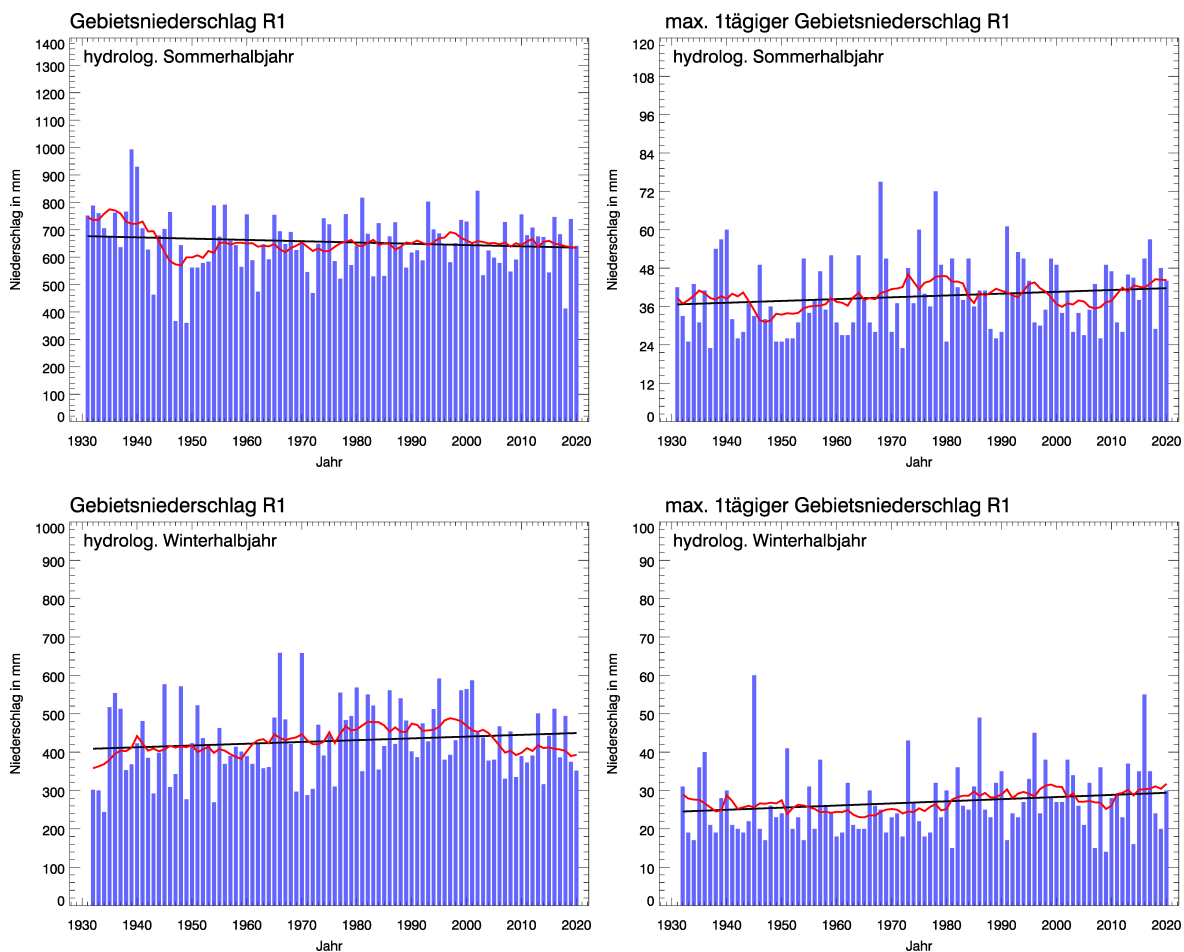 Gebietsniederschlag R1
hydrolog. Sommerhalbjahr
Niederschlag in mm
1400
1300
1200
1100
1000
900
800
700
600
500
400
300
200
100
0
1930 1940 1950 1960 1970 1980 1990 2000 2010 2020
Jahr
max. 1tägiger Gebietsniederschlag R1
hydrolog. Sommerhalbjahr
Niederschlag in mm
120
108
96
84
72
60
48
36
24
12
0
1930 1940 1950 1960 1970 1980 1990 2000 2010 2020
Jahr
Gebietsniederschlag R1
hydrolog. Winterhalbjahr
Niederschlag in mm
1000
900
800
700
600
500
400
300
200
100
0
1930 1940 1950 1960 1970 1980 1990 2000 2010 2020
Jahr
max. 1tägiger Gebietsniederschlag R1
hydrolog. Winterhalbjahr
Niederschlag in mm
100
90
80
70
60
50
40
30
20
10
0
1930 1940 1950 1960 1970 1980 1990 2000 2010 2020
Jahr